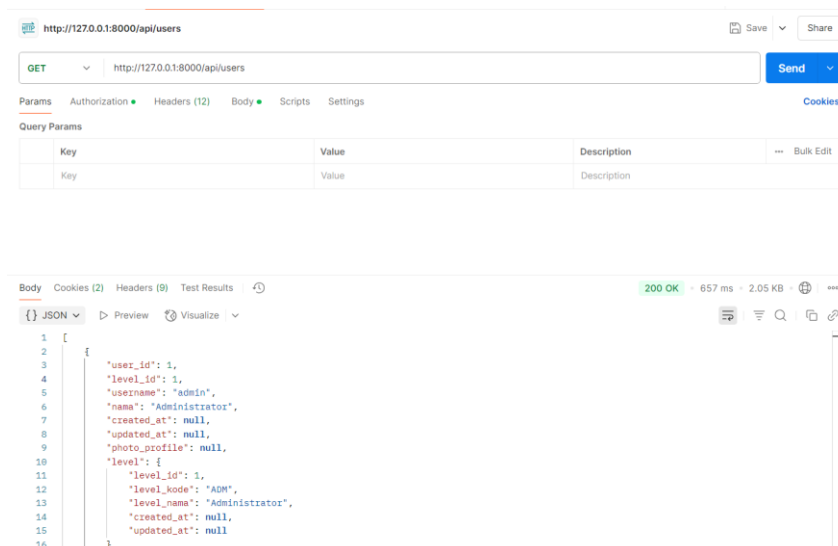 HTTP http://127.0.0.1:8000/api/users Save Share
GET http://127.0.0.1:8000/api/users Send
Params Authorization Headers (12) Body Scripts Settings Cookies
Query Params
Key Value Description Bulk Edit
Key Value Description
Body Cookies (2) Headers (9) Test Results 200 OK 657 ms 2.05 KB
{} JSON Preview Visualize
1 [
2 {
3 "user_id": 1,
4 "level_id": 1,
5 "username": "admin",
6 "nama": "Administrator",
7 "created_at": null,
8 "updated_at": null,
9 "photo_profile": null,
10 "level": {
11 "level_id": 1,
12 "level_kode": "ADM",
13 "level_nama": "Administrator",
14 "created_at": null,
15 "updated_at": null
16 }